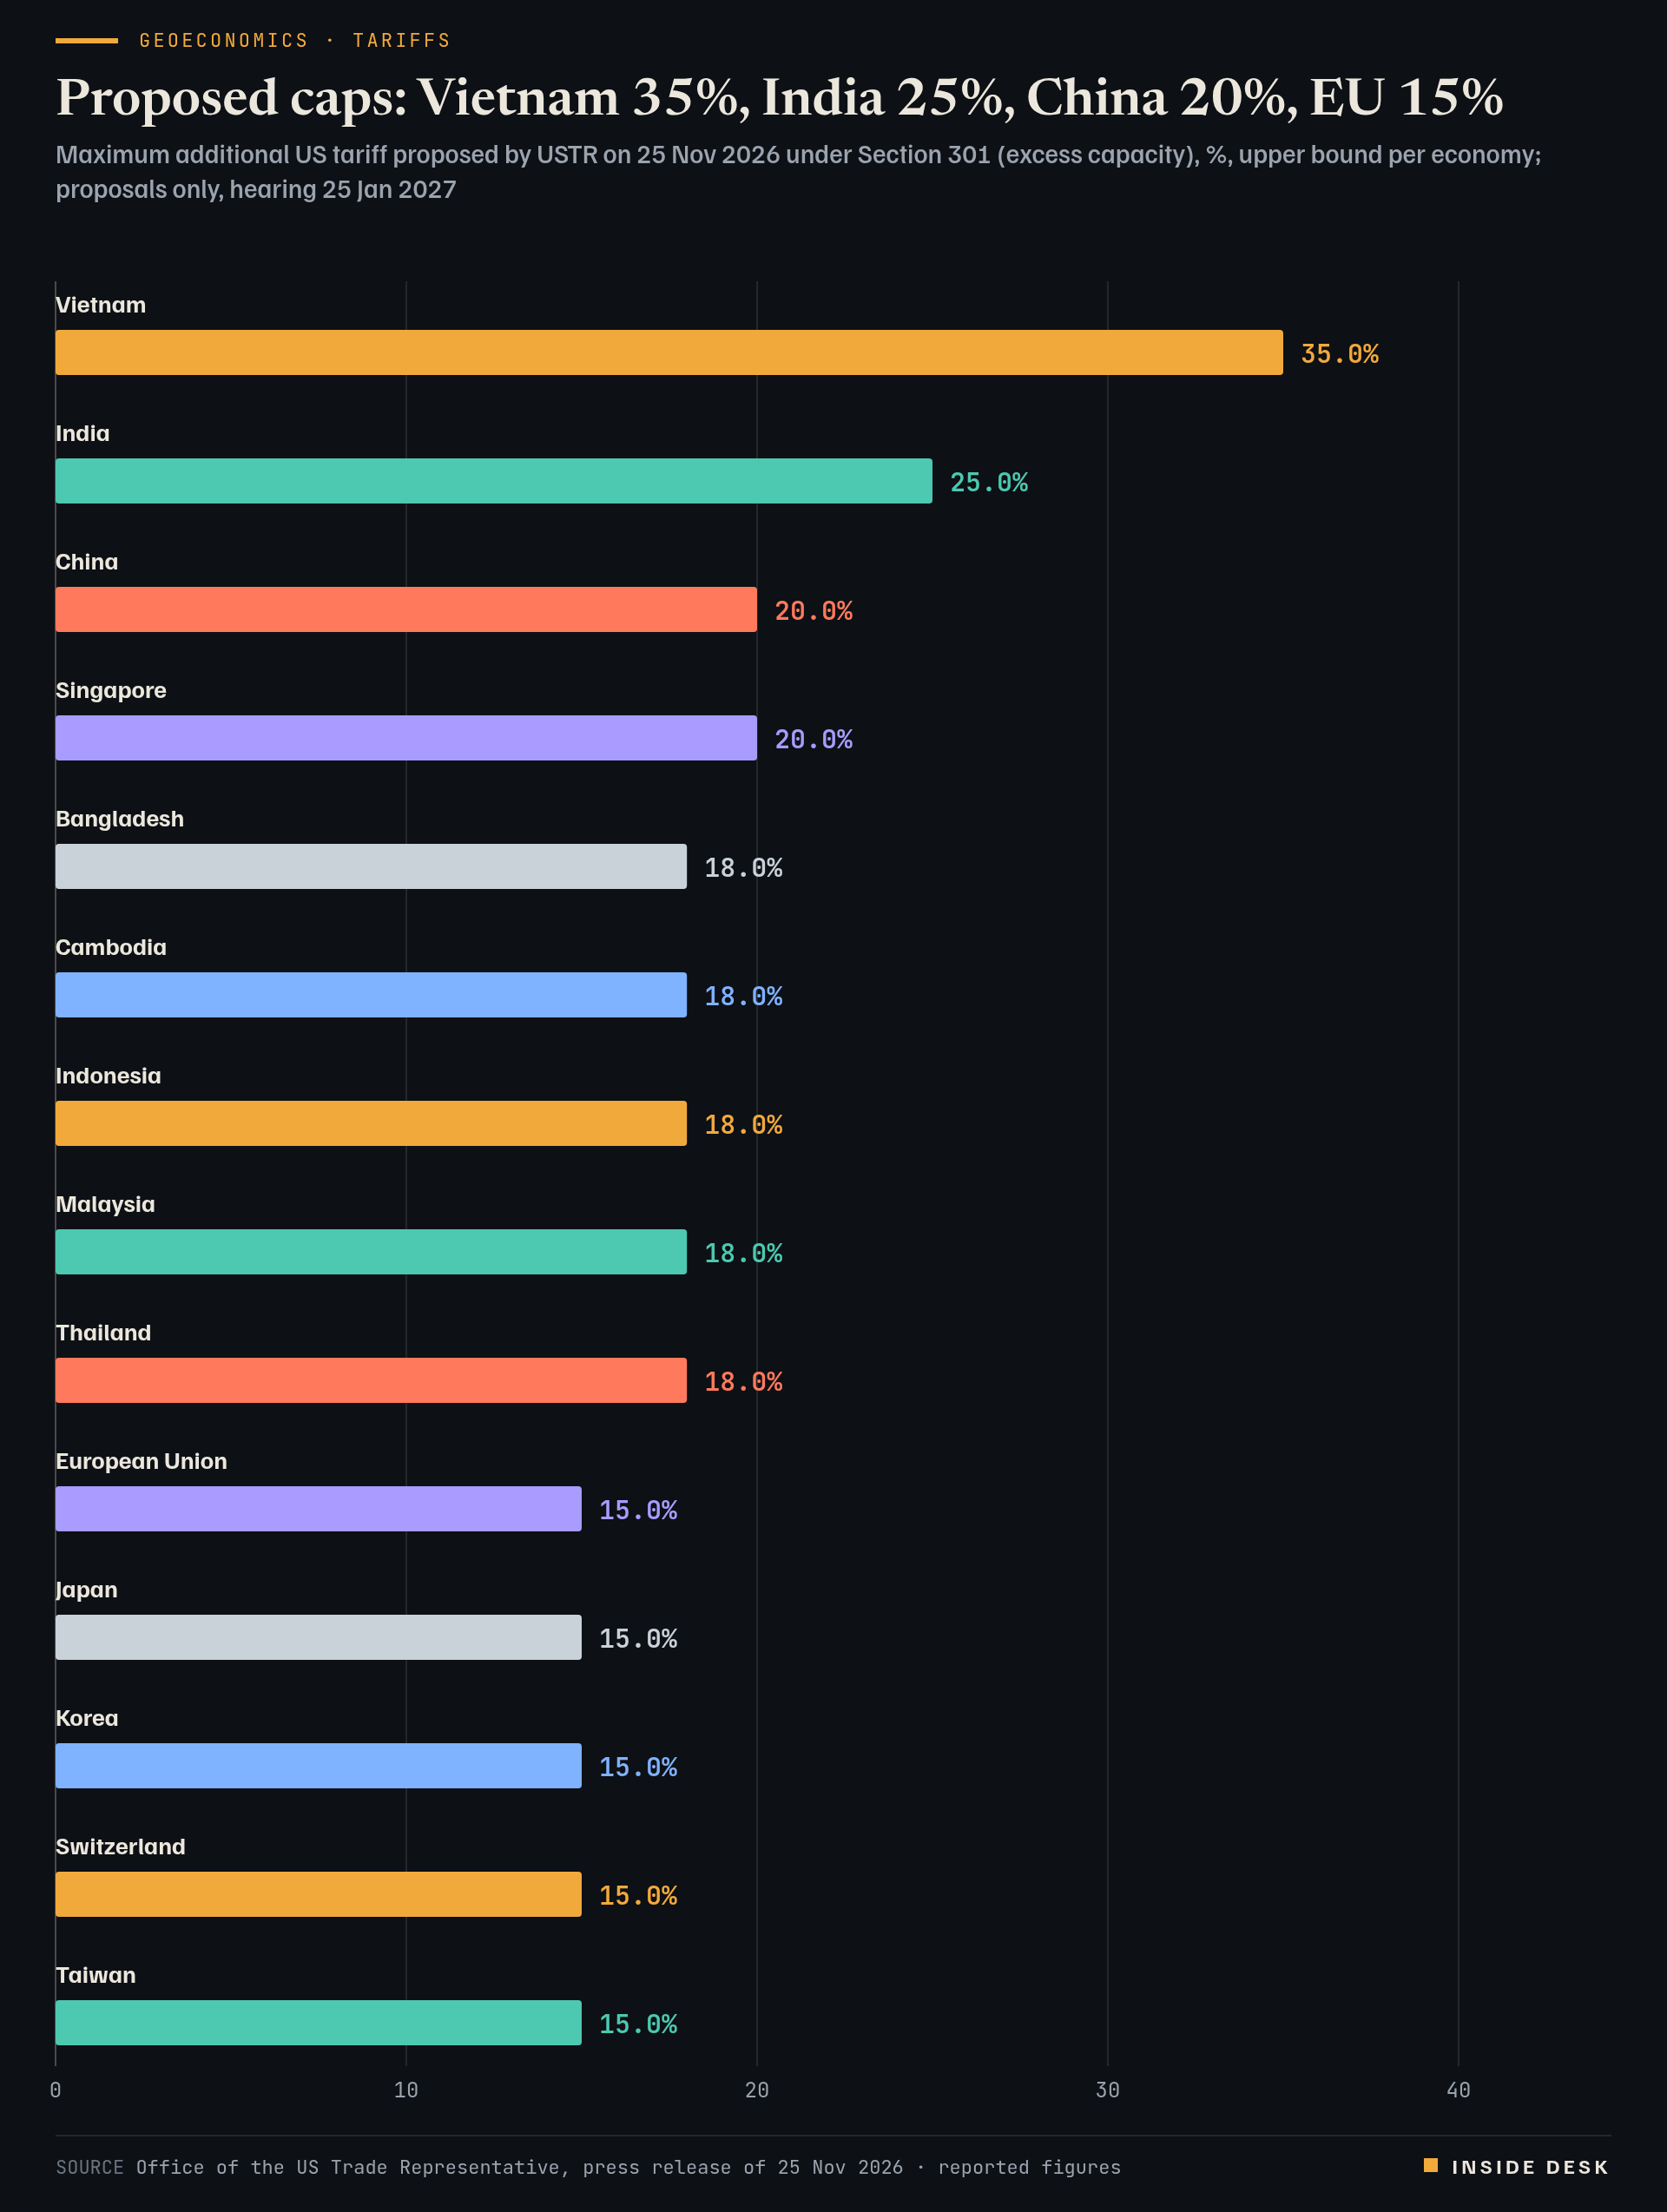 GEOECONOMICS · TARIFFS
Proposed caps: Vietnam 35%, India 25%, China 20%, EU 15%
Maximum additional US tariff proposed by USTR on 25 Nov 2026 under Section 301 (excess capacity), %, upper bound per economy;
proposals only, hearing 25 Jan 2027
Vietnam
35.0%
India
25.0%
China
20.0%
Singapore
20.0%
Bangladesh
18.0%
Cambodia
18.0%
Indonesia
18.0%
Malaysia
18.0%
Thailand
18.0%
European Union
15.0%
Japan
15.0%
Korea
15.0%
Switzerland
15.0%
Taiwan
15.0%
0 10 20 30 40
SOURCE Office of the US Trade Representative, press release of 25 Nov 2026 · reported figures
INSIDE DESK